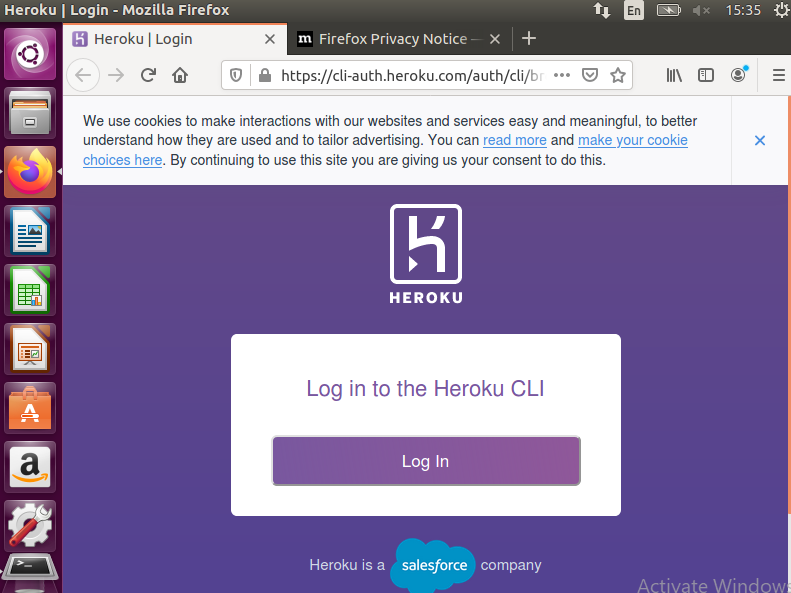 Heroku | Login - Mozilla Firefox
En
15:35
Heroku | Login
m
Firefox Privacy Notice —
https://cli-auth.heroku.com/auth/cli/br
We use cookies to make interactions with our websites and services easy and meaningful, to better
understand how they are used and to tailor advertising. You can read more and make your cookie
choices here. By continuing to use this site you are giving us your consent to do this.
HEROKU
Log in to the Heroku CLI
Log In
Heroku is a salesforce company
Activate Windows